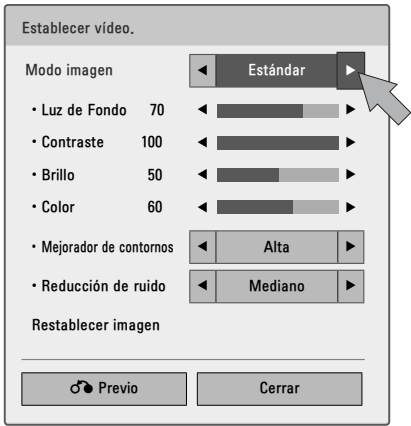 Establecer vídeo.
Modo imagen ◄ Estándar ►
• Luz de Fondo 70 ◄ ►
• Contraste 100 ◄ ►
• Brillo 50 ◄ ►
• Color 60 ◄ ►
• Mejorador de contornos ◄ Alta ►
• Reducción de ruido ◄ Mediano ►
Restablecer imagen
Previo Cerrar